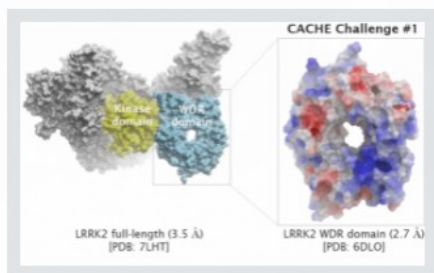 CACHE Challenge #1
Kinase
domain
WDR
domain
LRRK2 full-length (3.5 Å)
[PDB: 7LHT]
LRRK2 WDR domain (2.7 Å)
[PDB: 6DLO]